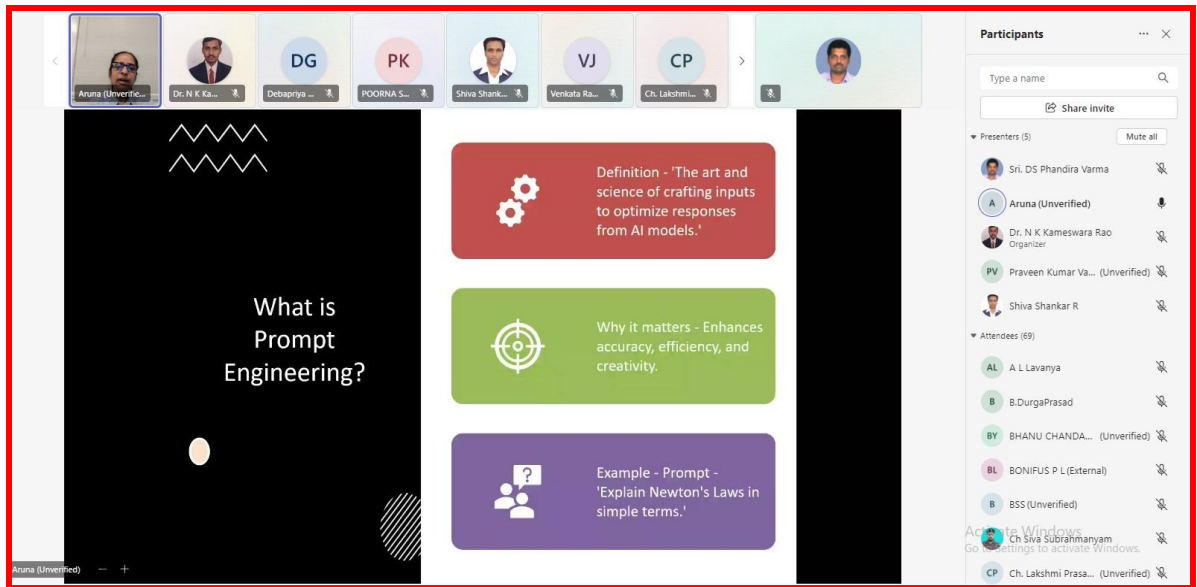 DG
PK
VJ
CP
Aruna (Unverifie...
Dr. N K Ka...
Debapriya ...
POORNA S...
Shiva Shank...
Venkata Ra...
Ch. Lakshmi...
What is
Prompt
Engineering?
Definition - 'The art and
science of crafting inputs
to optimize responses
from AI models.'
Why it matters - Enhances
accuracy, efficiency, and
creativity.
?
Example - Prompt -
'Explain Newton's Laws in
simple terms.'
Aruna (Unverified)
Participants
Type a name
Share invite
Presenters (5)
Mute all
Sri. DS Phandira Varma
A Aruna (Unverified)
Dr. N K Kameswara Rao
Organizer
PV Praveen Kumar Va... (Unverified)
Shiva Shankar R
Attendees (69)
AL A L Lavanya
B B.DurgaPrasad
BY BHANU CHANDA... (Unverified)
BL BONIFUS P L (External)
B BSS (Unverified)
Activate Windows
Ch Siva Subrahmanyam
Go to Settings to activate Windows.
CP Ch. Lakshmi Prasa... (Unverified)